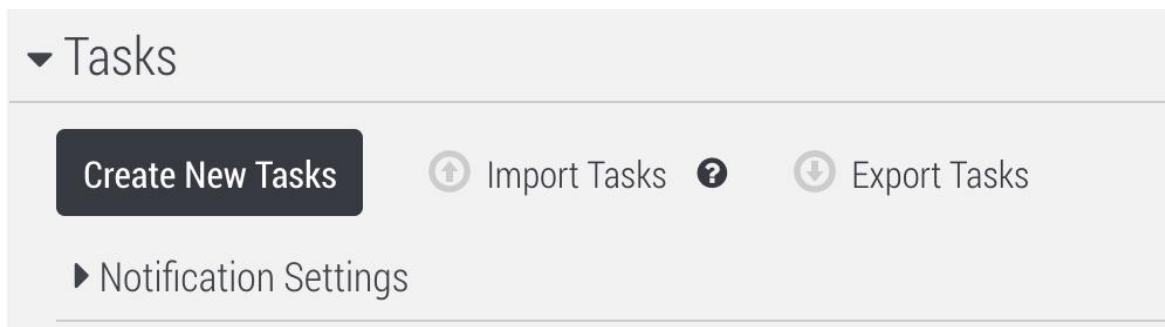 Tasks
Create New Tasks Import Tasks ? Export Tasks
Notification Settings